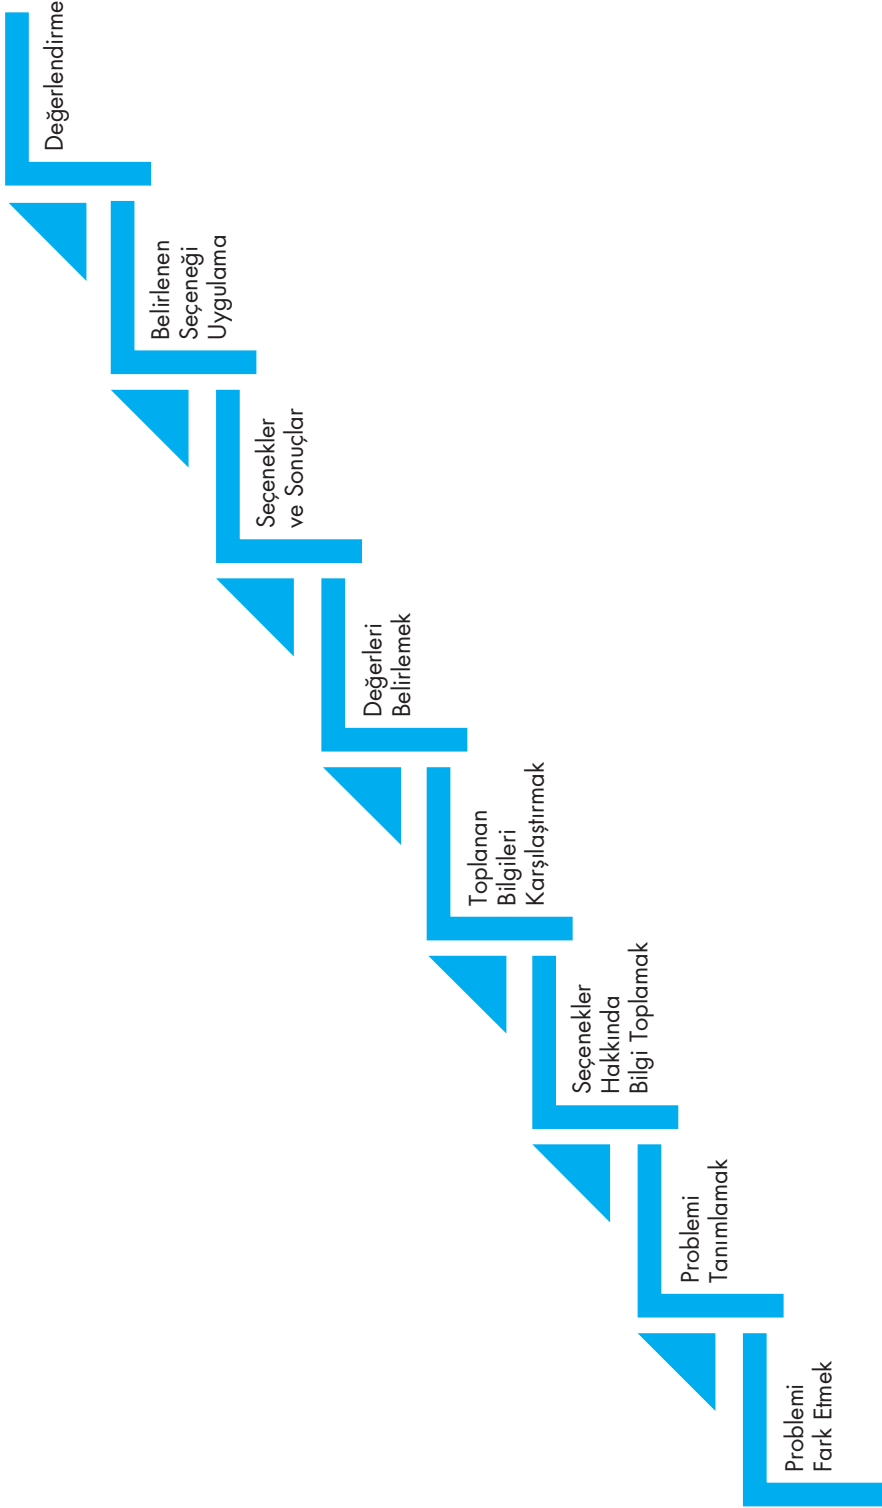 Problemi
Fark Etmek
Problemi
Tanımlamak
Seçenekler
Hakkında
Bilgi Toplamak
Toplanan
Bilgileri
Karşılaştırmak
Değerleri
Belirlemek
Seçenekler
ve Sonuçlar
Belirlenen
Seçeneği
Uygulama
Değerlendirme